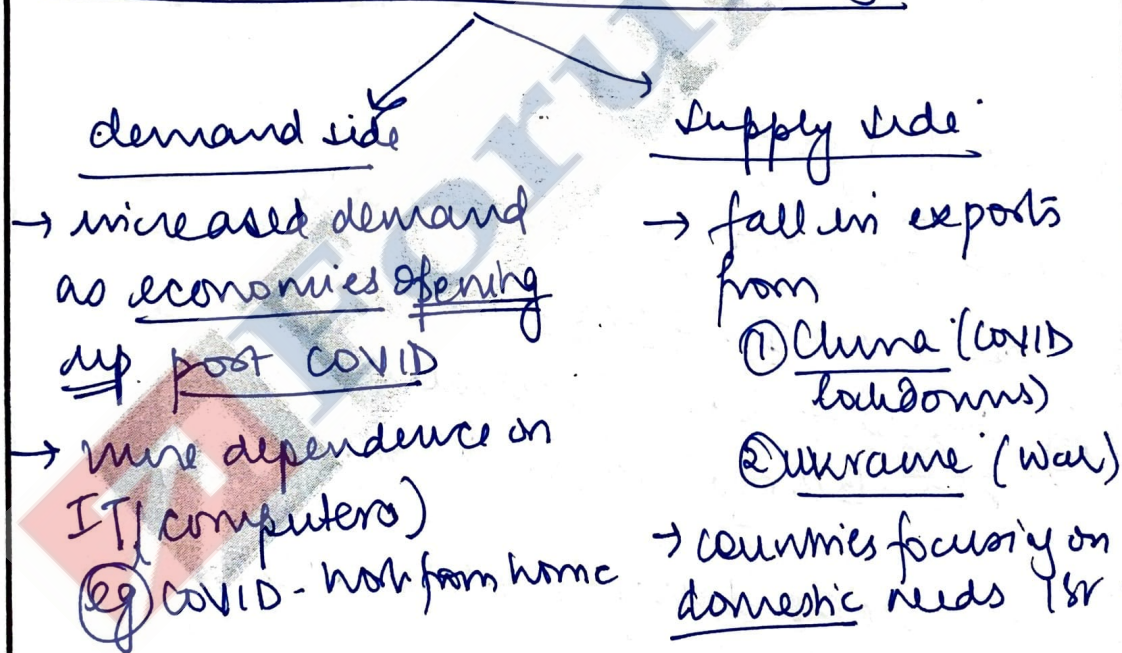 demand side
→ increased demand
as economies opening
up post COVID
→ more dependence on
IT (computers)
eg COVID - work from home
supply side
→ fall in exports
from
① China (COVID
lockdowns)
② Ukraine (War)
→ countries focusing on
domestic needs 1st
Forum